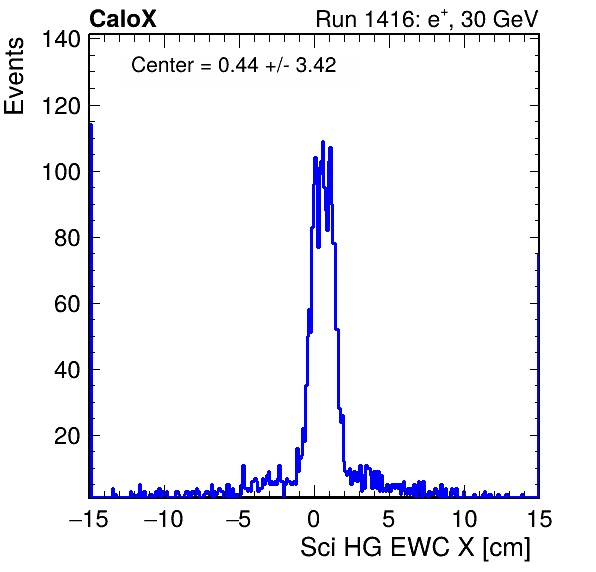 CaloX Run 1416: e⁺, 30 GeV
Events
Center = 0.44 +/- 3.42
140
120
100
80
60
40
20
−15 −10 −5 0 5 10 15
Sci HG EWC X [cm]